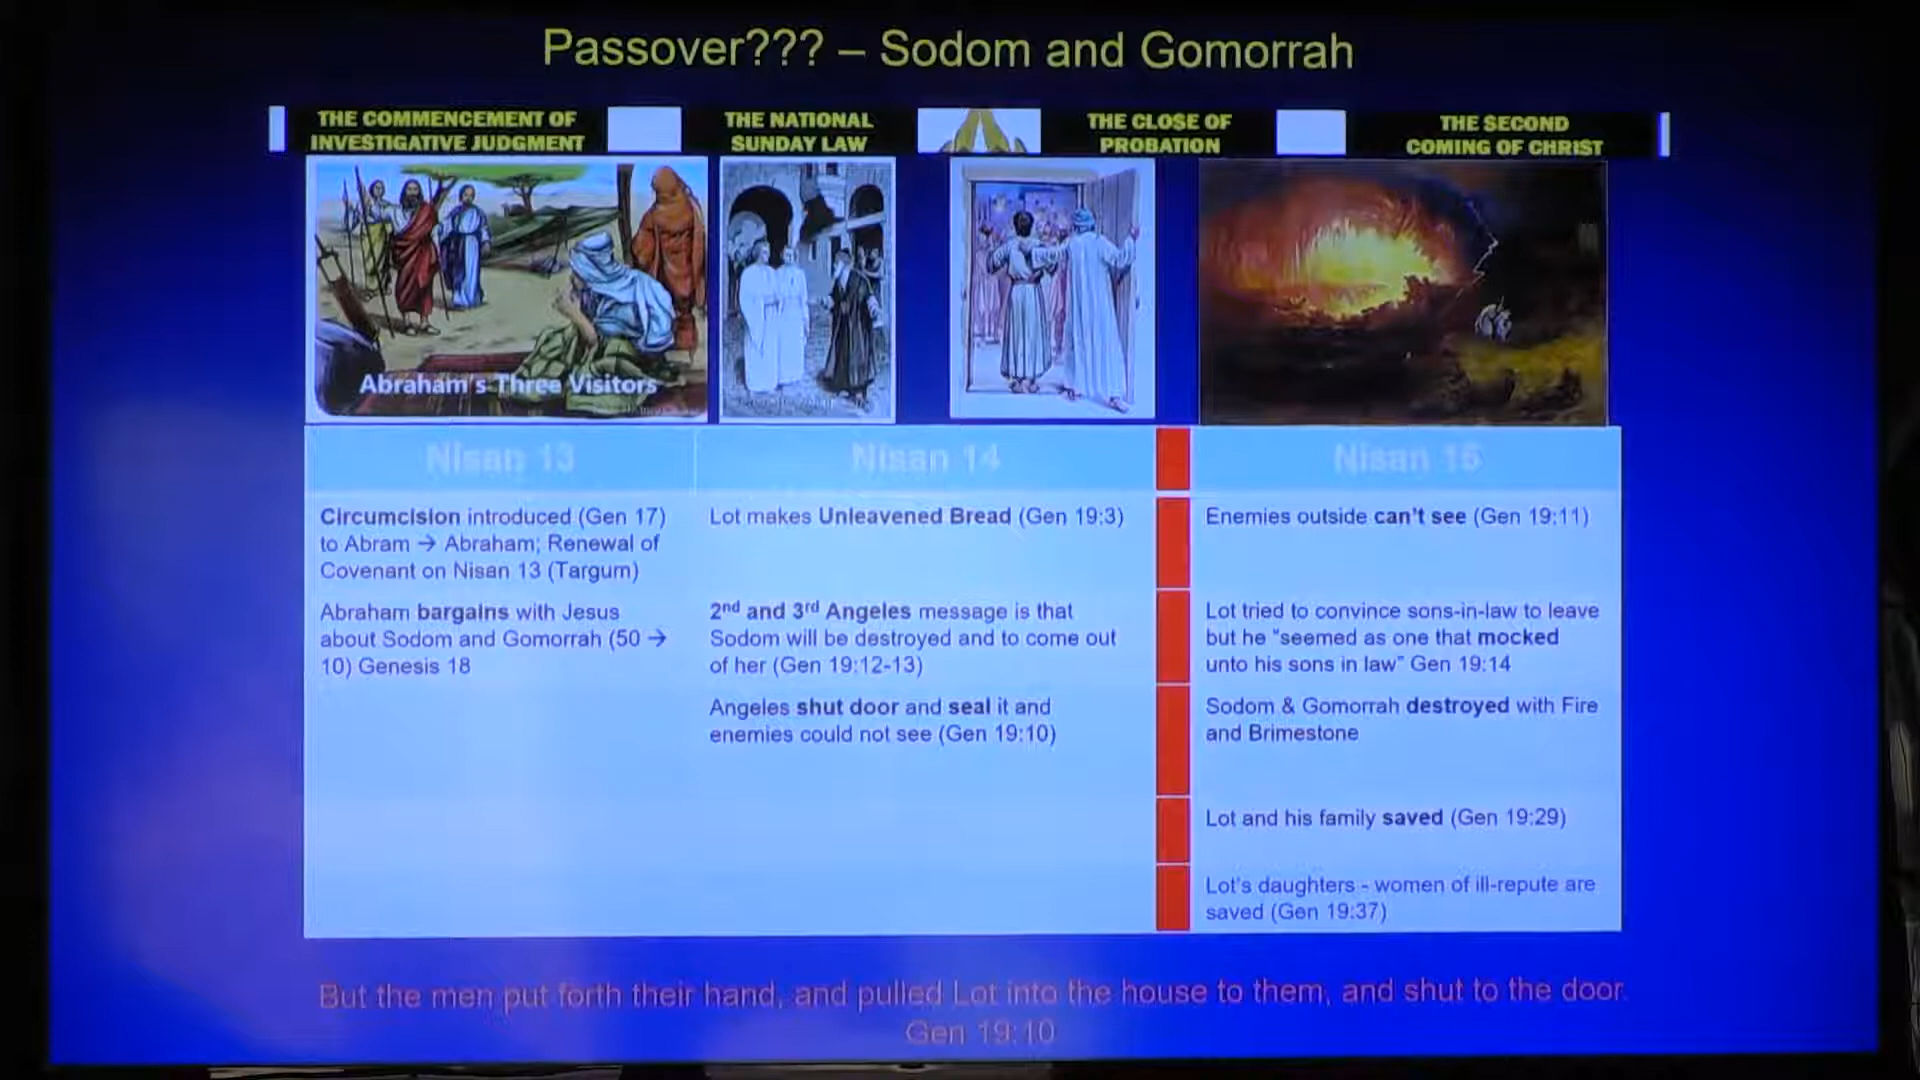 Passover??? – Sodom and Gomorrah
THE COMMENCEMENT OF
INVESTIGATIVE JUDGMENT
THE NATIONAL
SUNDAY LAW
THE CLOSE OF
PROBATION
THE SECOND
COMING OF CHRIST
Abraham's Three Visitors
Nisan 13
Nisan 14
Nisan 15
Circumcision introduced (Gen 17)
to Abram → Abraham; Renewal of
Covenant on Nisan 13 (Targum)
Lot makes Unleavened Bread (Gen 19:3)
Enemies outside can't see (Gen 19:11)
Abraham bargains with Jesus
about Sodom and Gomorrah (50 →
10) Genesis 18
2nd and 3rd Angeles message is that
Sodom will be destroyed and to come out
of her (Gen 19:12-13)
Lot tried to convince sons-in-law to leave
but he "seemed as one that mocked
unto his sons in law" Gen 19:14
Angeles shut door and seal it and
enemies could not see (Gen 19:10)
Sodom & Gomorrah destroyed with Fire
and Brimestone
Lot and his family saved (Gen 19:29)
Lot's daughters - women of ill-repute are
saved (Gen 19:37)
But the men put forth their hand, and pulled Lot into the house to them, and shut to the door.
Gen 19:10